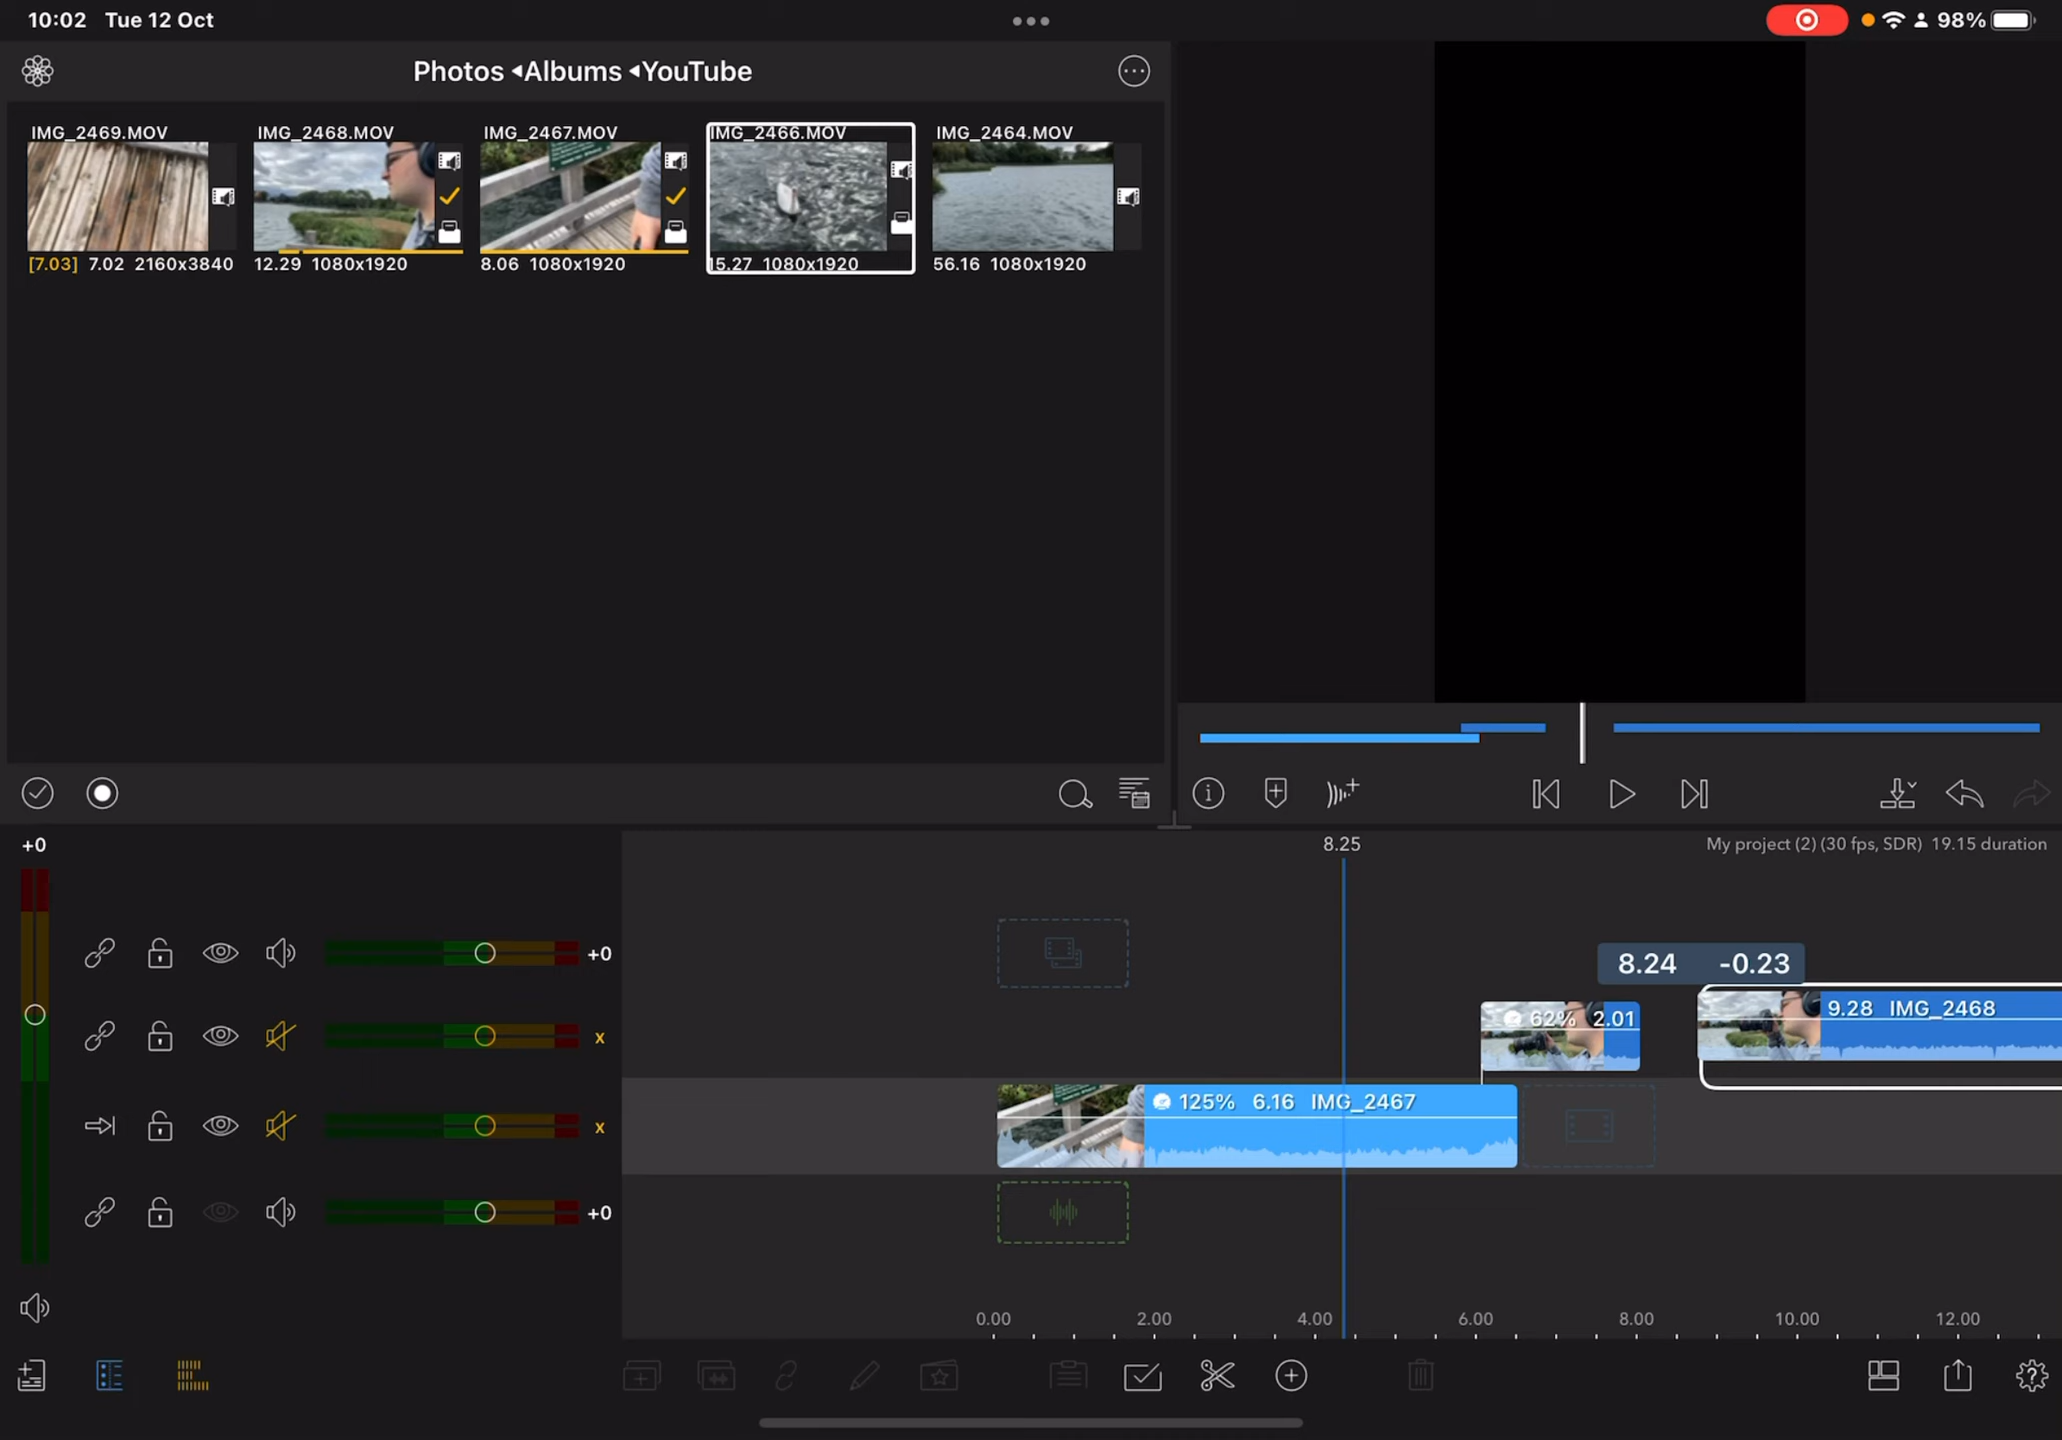 10:02 Tue 12 Oct
98%
Photos ◂Albums ◂YouTube
IMG_2469.MOV
[7.03] 7.02 2160x3840
IMG_2468.MOV
12.29 1080x1920
IMG_2467.MOV
8.06 1080x1920
IMG_2466.MOV
15.27 1080x1920
IMG_2464.MOV
56.16 1080x1920
+0
8.25
My project (2) (30 fps, SDR) 19.15 duration
+0
8.24 -0.23
62% 2.01
9.28 IMG_2468
x
125% 6.16 IMG_2467
x
+0
0.00 2.00 4.00 6.00 8.00 10.00 12.00